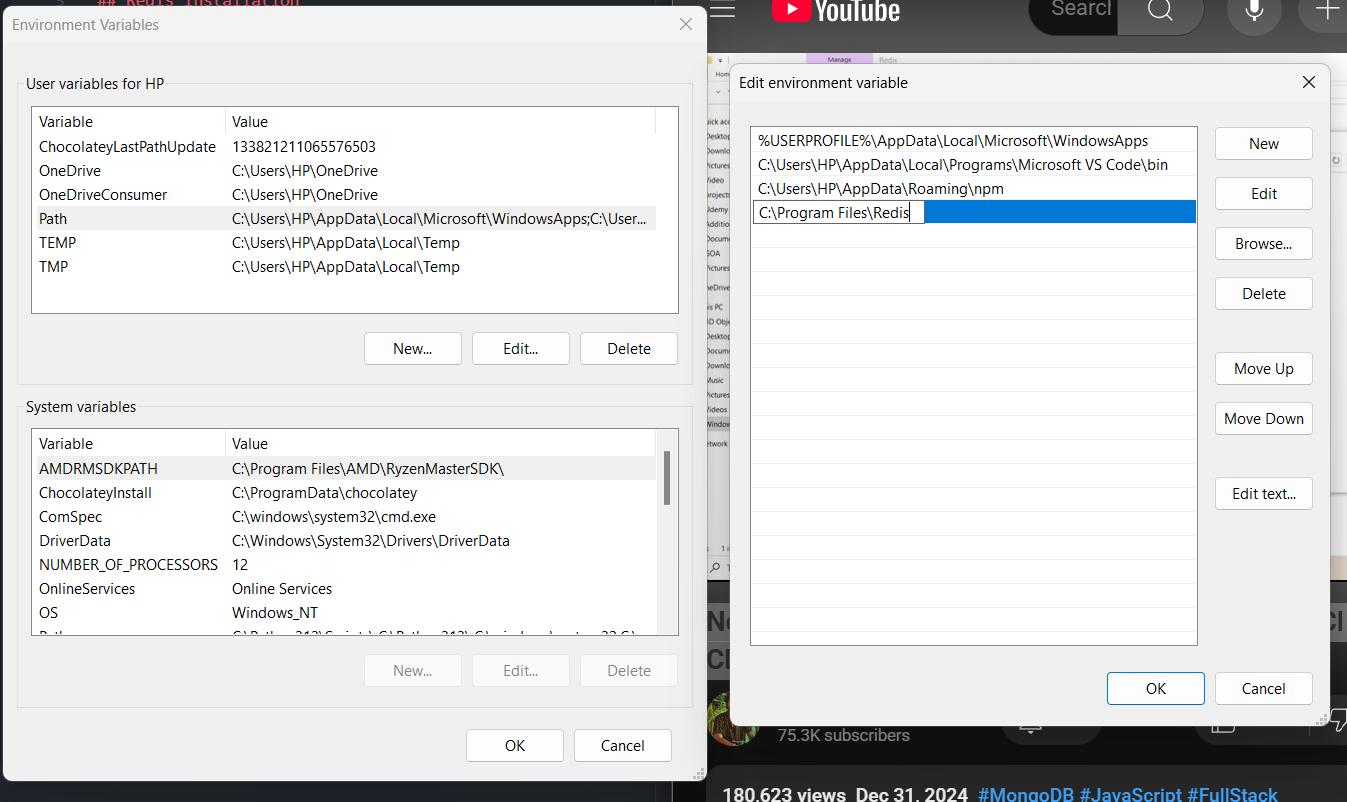 ## Redis Installation
Environment Variables
User variables for HP
Variable Value
ChocolateyLastPathUpdate 133821211065576503
OneDrive C:\Users\HP\OneDrive
OneDriveConsumer C:\Users\HP\OneDrive
Path C:\Users\HP\AppData\Local\Microsoft\WindowsApps;C:\User...
TEMP C:\Users\HP\AppData\Local\Temp
TMP C:\Users\HP\AppData\Local\Temp
New... Edit... Delete
System variables
Variable Value
AMDRMSDKPATH C:\Program Files\AMD\RyzenMasterSDK\
ChocolateyInstall C:\ProgramData\chocolatey
ComSpec C:\windows\system32\cmd.exe
DriverData C:\Windows\System32\Drivers\DriverData
NUMBER_OF_PROCESSORS 12
OnlineServices Online Services
OS Windows_NT
New... Edit... Delete
OK Cancel
YouTube
Search
Manage Redis
Edit environment variable
%USERPROFILE%\AppData\Local\Microsoft\WindowsApps
C:\Users\HP\AppData\Local\Programs\Microsoft VS Code\bin
C:\Users\HP\AppData\Roaming\npm
C:\Program Files\Redis
New
Edit
Browse...
Delete
Move Up
Move Down
Edit text...
OK Cancel
75.3K subscribers
180,623 views Dec 31, 2024 #MongoDB #JavaScript #FullStack